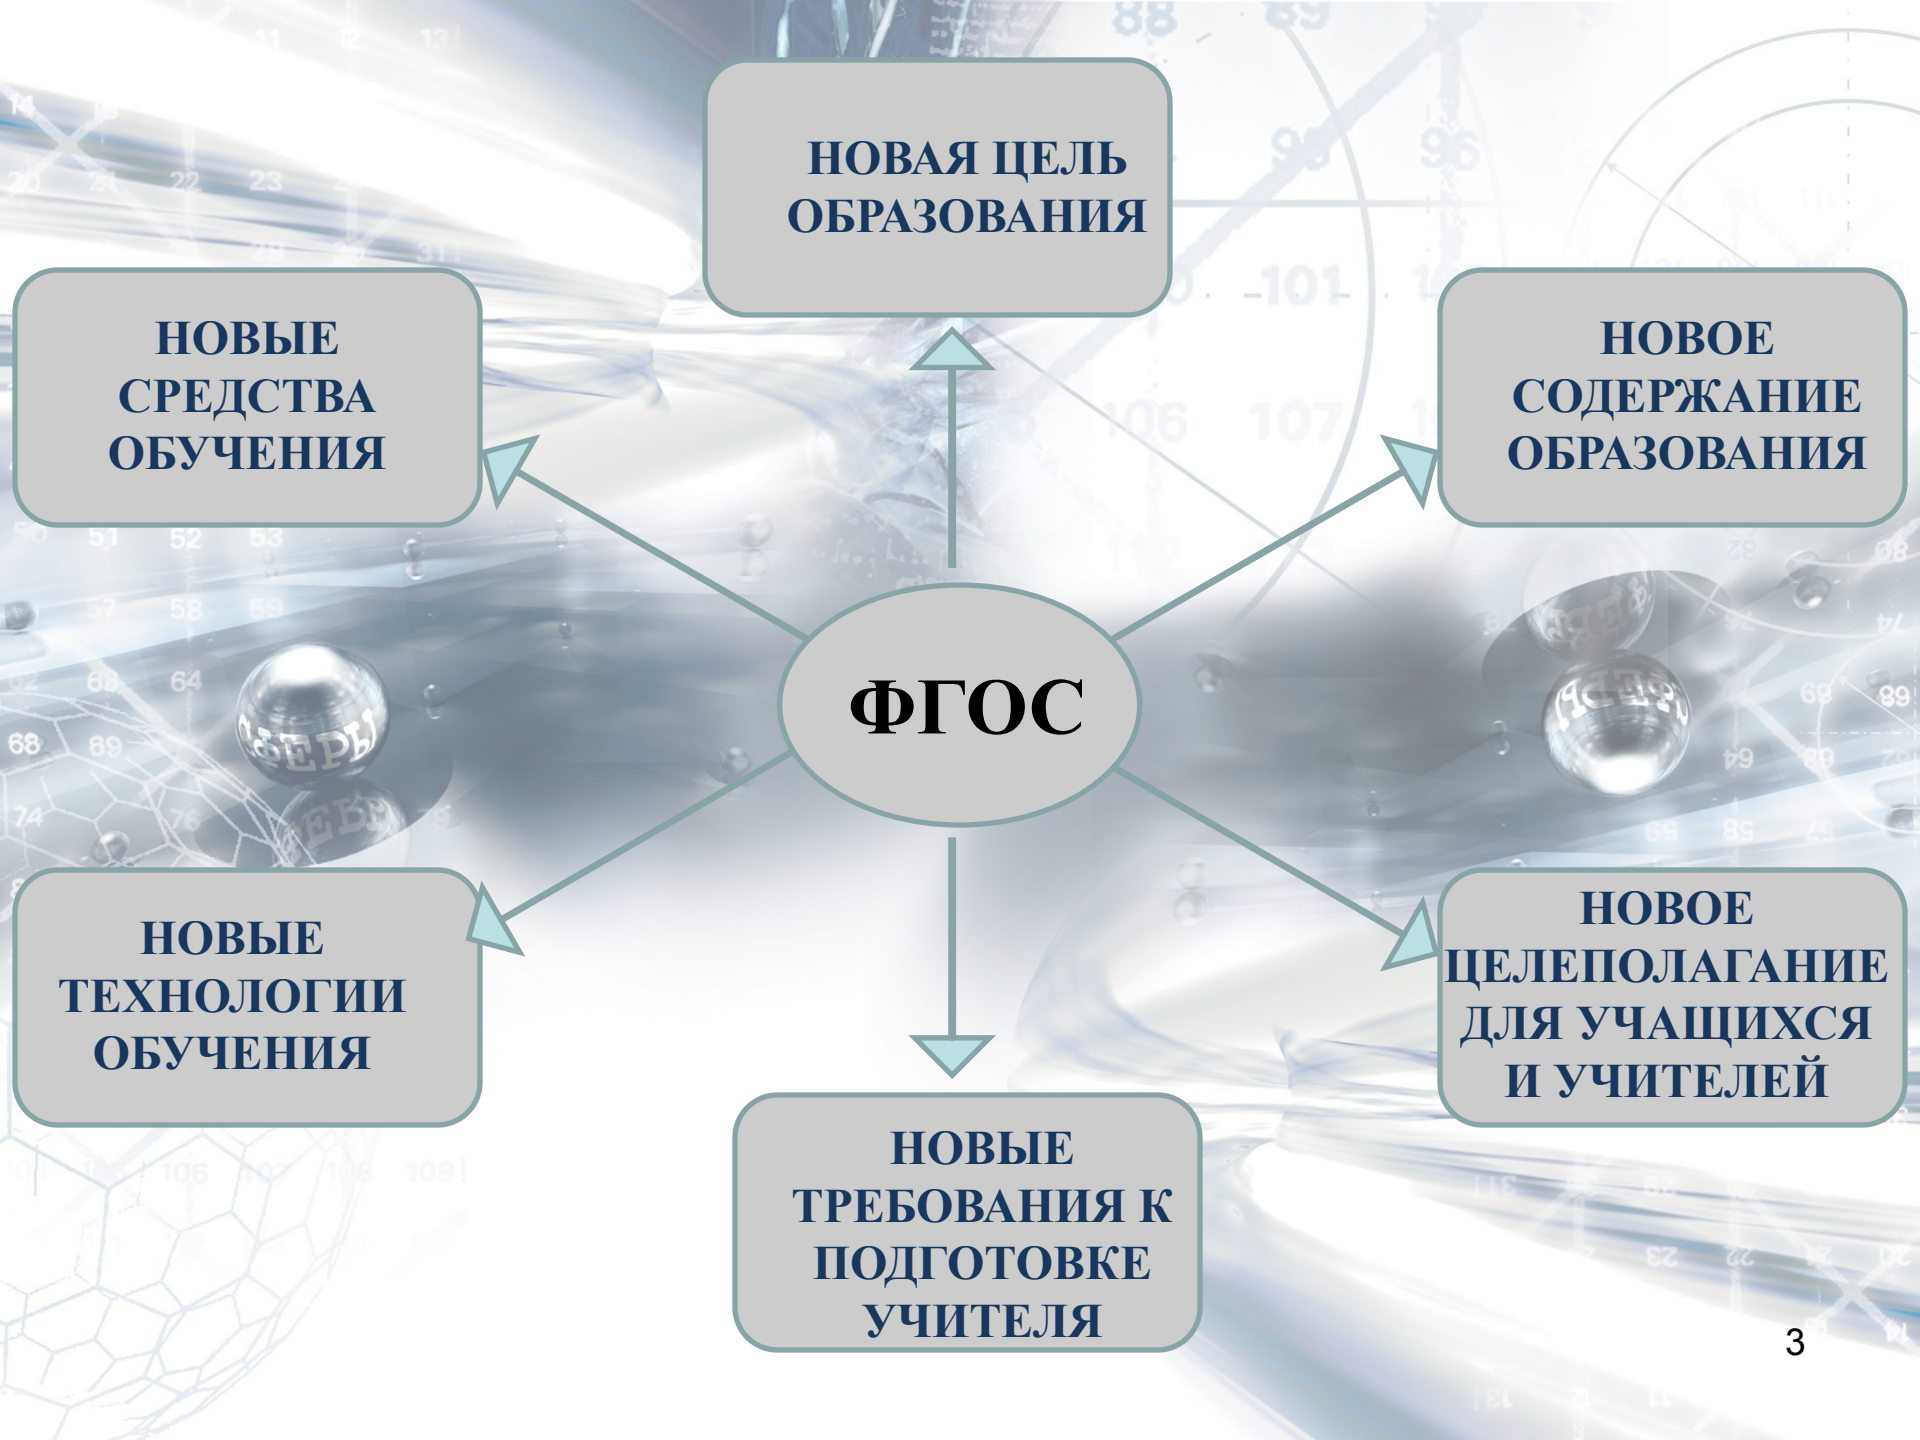 НОВАЯ ЦЕЛЬ
ОБРАЗОВАНИЯ
НОВЫЕ
СРЕДСТВА
ОБУЧЕНИЯ
НОВОЕ
СОДЕРЖАНИЕ
ОБРАЗОВАНИЯ
ФГОС
НОВЫЕ
ТЕХНОЛОГИИ
ОБУЧЕНИЯ
НОВОЕ
ЦЕЛЕПОЛАГАНИЕ
ДЛЯ УЧАЩИХСЯ
И УЧИТЕЛЕЙ
НОВЫЕ
ТРЕБОВАНИЯ К
ПОДГОТОВКЕ
УЧИТЕЛЯ
3